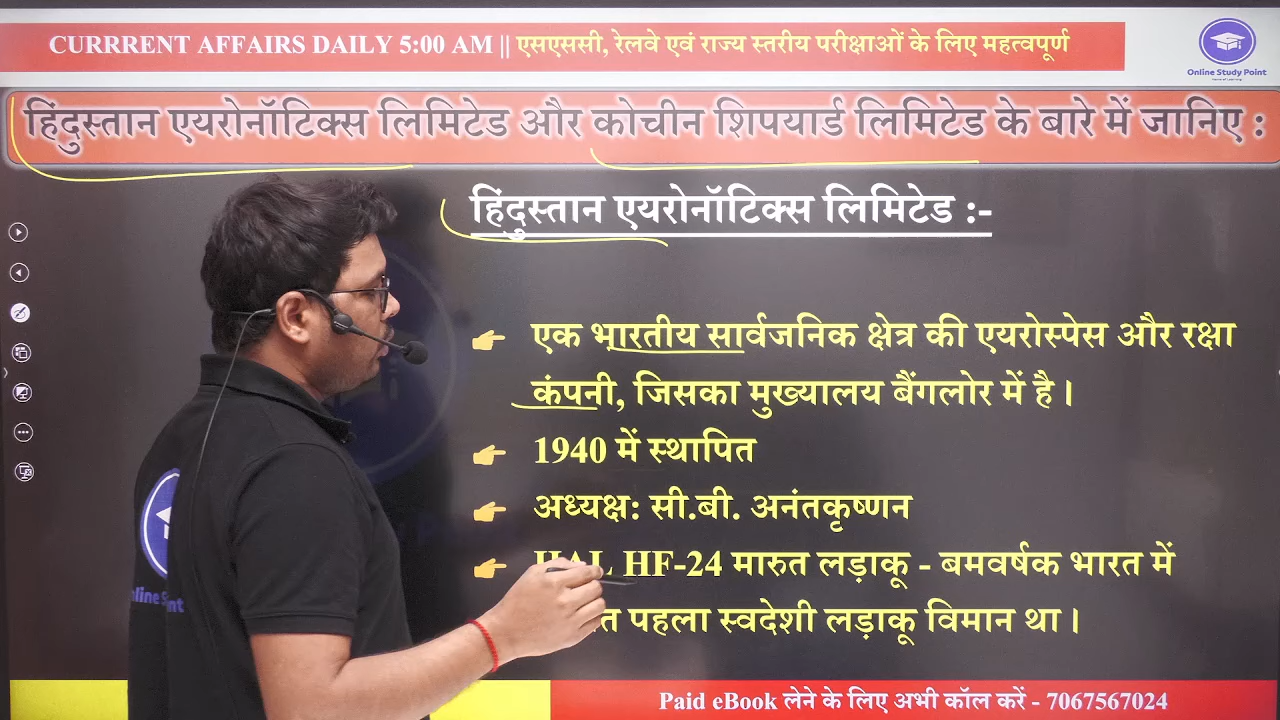 CURRRENT AFFAIRS DAILY 5:00 AM || एसएससी, रेलवे एवं राज्य स्तरीय परीक्षाओं के लिए महत्वपूर्ण
Online Study Point
हिंदुस्तान एयरोनॉटिक्स लिमिटेड और कोचीन शिपयार्ड लिमिटेड के बारे में जानिए :
हिंदुस्तान एयरोनॉटिक्स लिमिटेड :-
एक भारतीय सार्वजनिक क्षेत्र की एयरोस्पेस और रक्षा
कंपनी, जिसका मुख्यालय बैंगलोर में है।
1940 में स्थापित
अध्यक्ष: सी.बी. अनंतकृष्णन
HAL HF-24 मारुत लड़ाकू - बमवर्षक भारत में
पहला स्वदेशी लड़ाकू विमान था।
Paid eBook लेने के लिए अभी कॉल करें - 7067567024